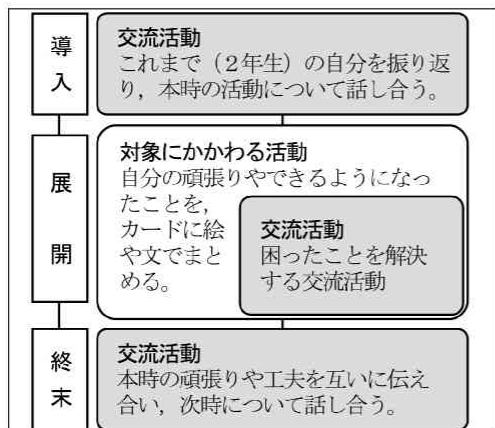 導入
交流活動
これまで（２年生）の自分を振り返
り，本時の活動について話し合う。
展開
対象にかかわる活動
自分の頑張りやできるようになっ
たことを，
カードに絵
や文でまと
める。
交流活動
困ったことを解決
する交流活動
終末
交流活動
本時の頑張りや工夫を互いに伝え
合い，次時について話し合う。